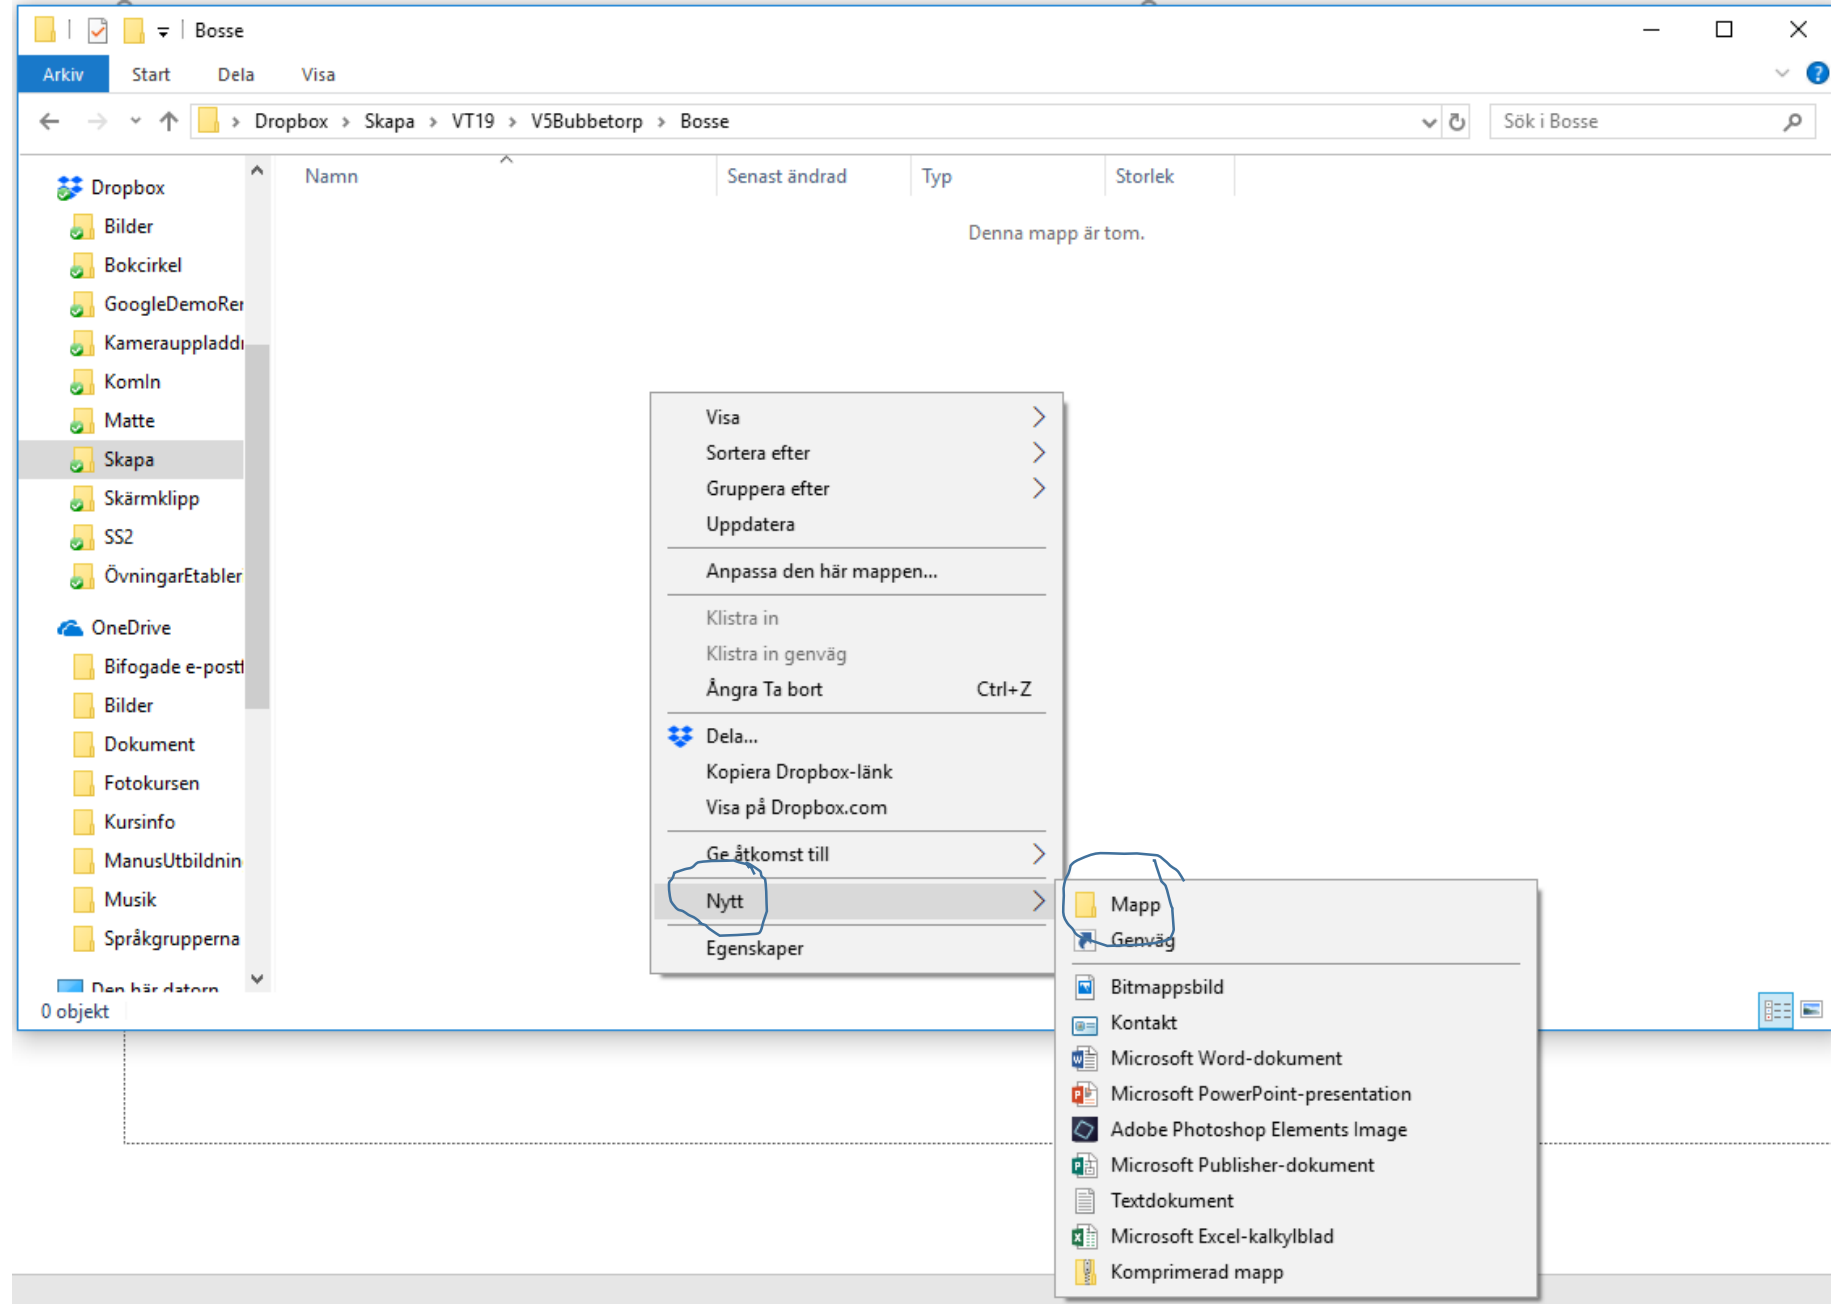 Bosse
Arkiv Start Dela Visa
Dropbox > Skapa > VT19 > V5Bubbetorp > Bosse
Sök i Bosse
Namn Senast ändrad Typ Storlek
Denna mapp är tom.
Dropbox
Bilder
Bokcirkel
GoogleDemoRer
Kamerauppladdı
KomIn
Matte
Skapa
Skärmklipp
SS2
ÖvningarEtabler
OneDrive
Bifogade e-post
Bilder
Dokument
Fotokursen
Kursinfo
ManusUtbildnin
Musik
Språkgrupperna
Den här datorn
0 objekt
Visa
Sortera efter
Gruppera efter
Uppdatera
Anpassa den här mappen...
Klistra in
Klistra in genväg
Ångra Ta bort Ctrl+Z
Dela...
Kopiera Dropbox-länk
Visa på Dropbox.com
Ge åtkomst till
Nytt
Egenskaper
Mapp
Genväg
Bitmappsbild
Kontakt
Microsoft Word-dokument
Microsoft PowerPoint-presentation
Adobe Photoshop Elements Image
Microsoft Publisher-dokument
Textdokument
Microsoft Excel-kalkylblad
Komprimerad mapp